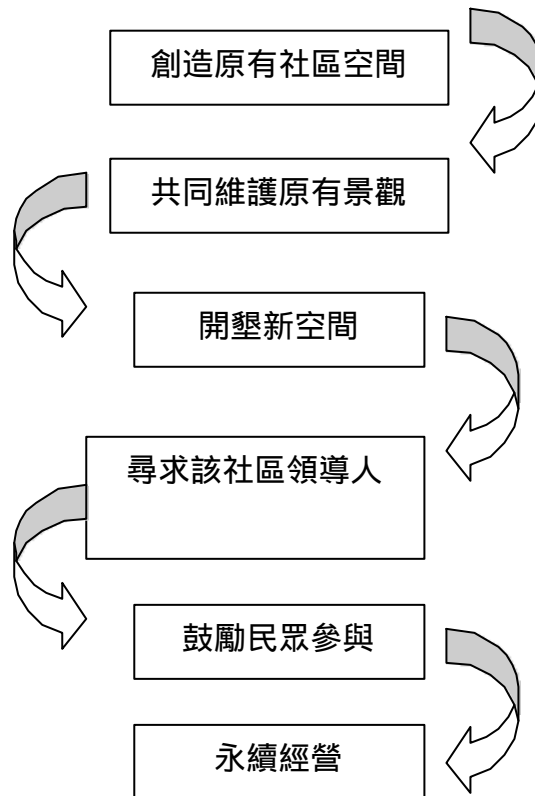 創造原有社區空間
共同維護原有景觀
開墾新空間
尋求該社區領導人
鼓勵民眾參與
永續經營